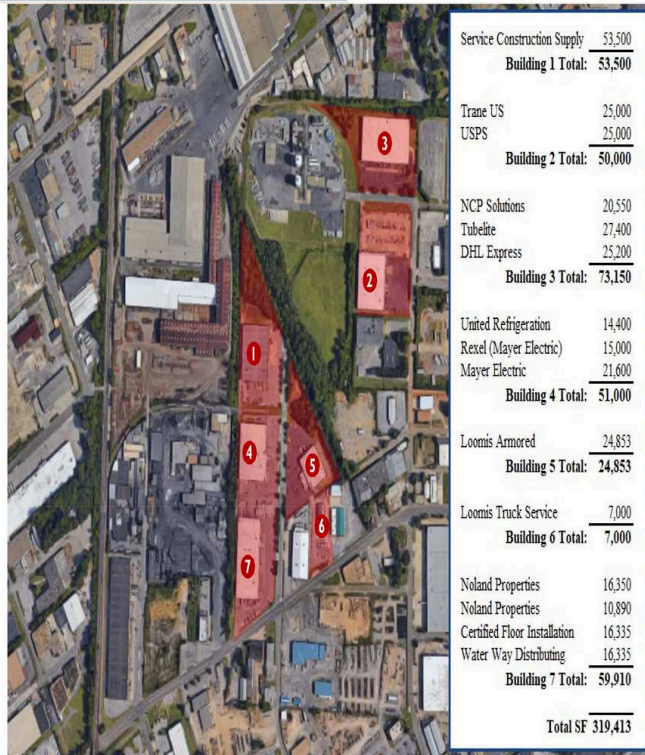 Service Construction Supply 53,500
Building 1 Total: 53,500
Trane US 25,000
USPS 25,000
Building 2 Total: 50,000
NCP Solutions 20,550
Tubelite 27,400
DHL Express 25,200
Building 3 Total: 73,150
United Refrigeration 14,400
Rexel (Mayer Electric) 15,000
Mayer Electric 21,600
Building 4 Total: 51,000
Loomis Armored 24,853
Building 5 Total: 24,853
Loomis Truck Service 7,000
Building 6 Total: 7,000
Noland Properties 16,350
Noland Properties 10,890
Certified Floor Installation 16,335
Water Way Distributing 16,335
Building 7 Total: 59,910
Total SF 319,413
3
2
1
4
5
6
7